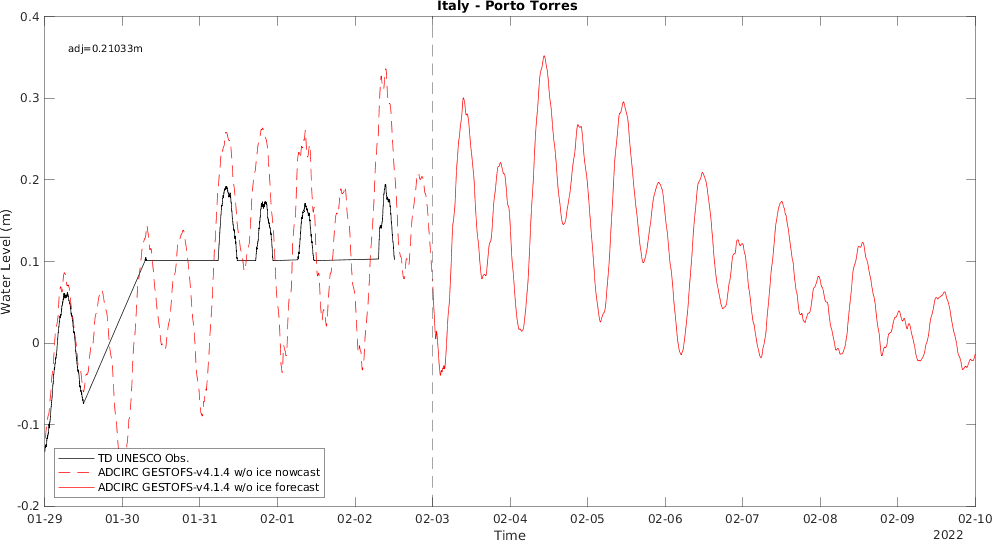 Italy - Porto Torres
adj=0.21033m
0.4
0.3
0.2
0.1
0
-0.1
-0.2
Water Level (m)
TD UNESCO Obs.
ADCIRC GESTOFS-v4.1.4 w/o ice nowcast
ADCIRC GESTOFS-v4.1.4 w/o ice forecast
01-29 01-30 01-31 02-01 02-02 02-03 02-04 02-05 02-06 02-07 02-08 02-09 02-10
Time
2022